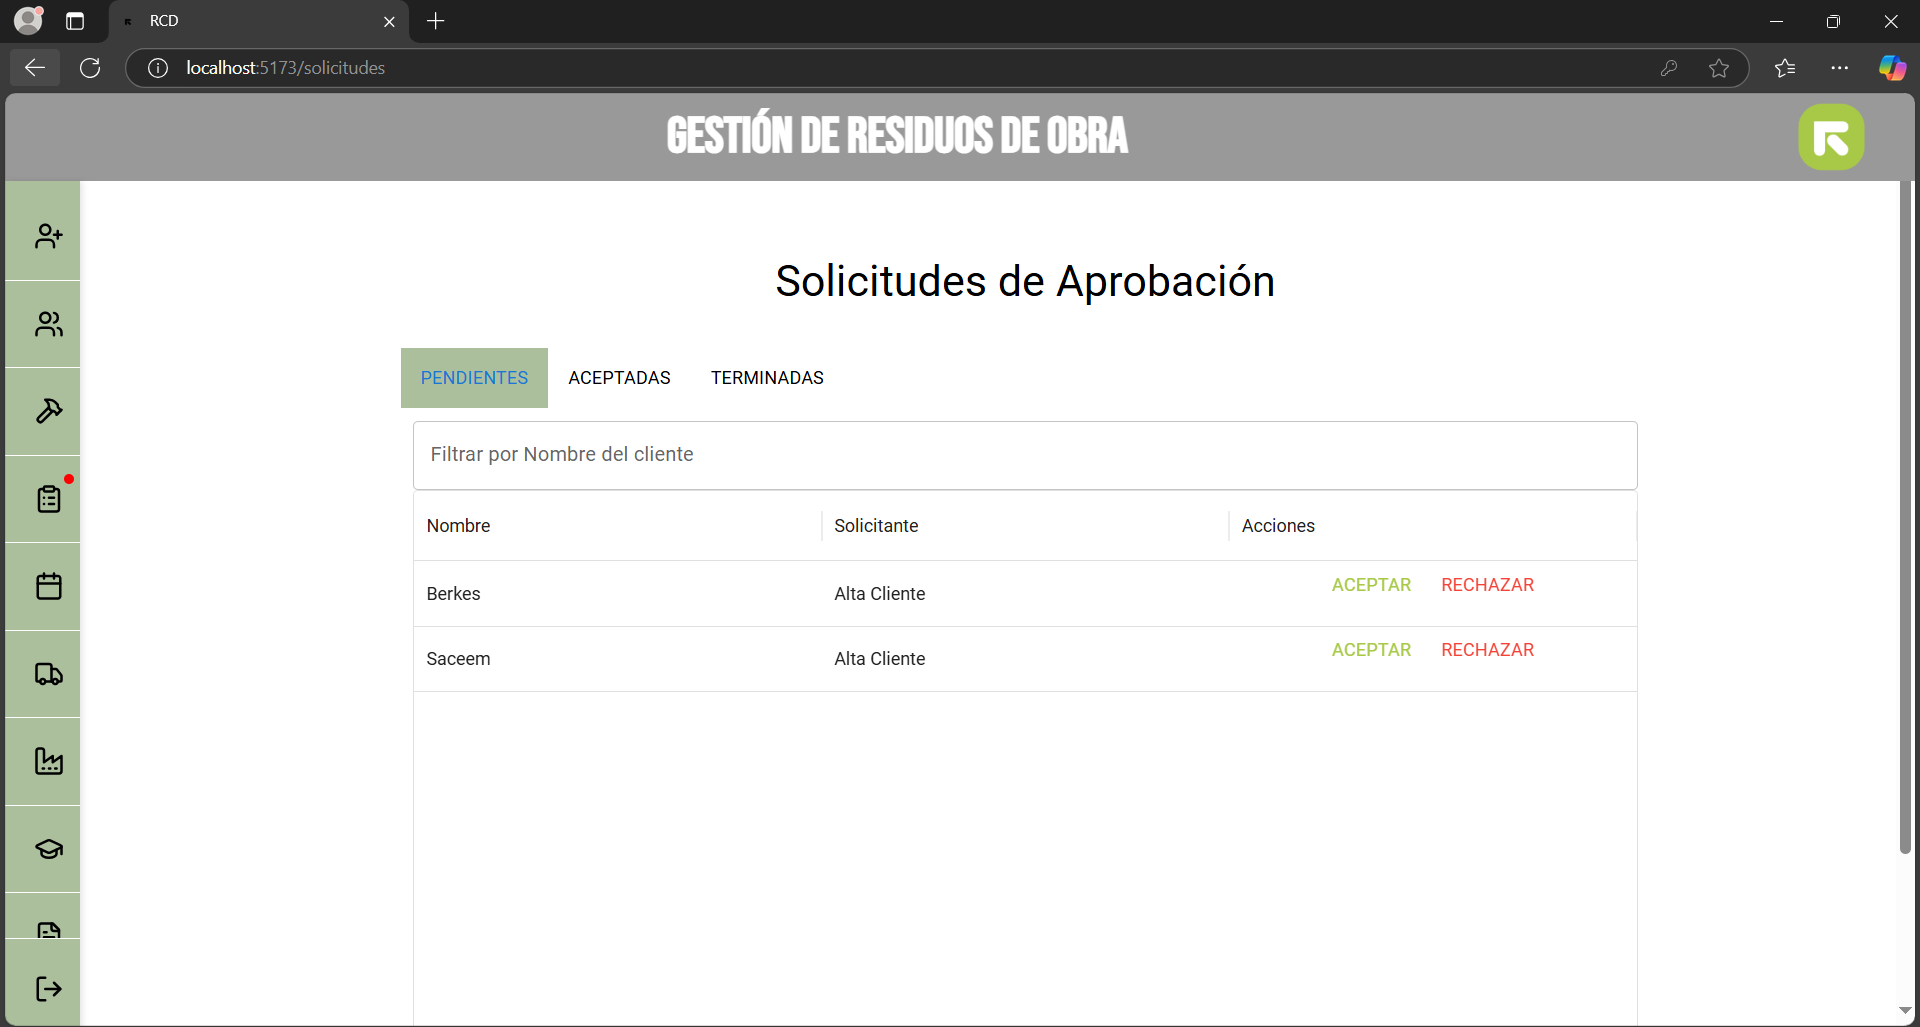 RCD
localhost:5173/solicitudes
GESTIÓN DE RESIDUOS DE OBRA
Solicitudes de Aprobación
PENDIENTES ACEPTADAS TERMINADAS
Filtrar por Nombre del cliente
Nombre Solicitante Acciones
Berkes Alta Cliente ACEPTAR RECHAZAR
Saceem Alta Cliente ACEPTAR RECHAZAR